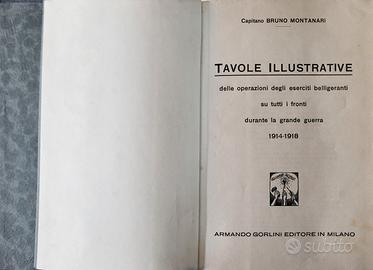 Capitano BRUNO MONTANARI
TAVOLE ILLUSTRATIVE
delle operazioni degli eserciti belligeranti
su tutti i fronti
durante la grande guerra
1914-1918
ARMANDO GORLINI EDITORE IN MILANO
subito